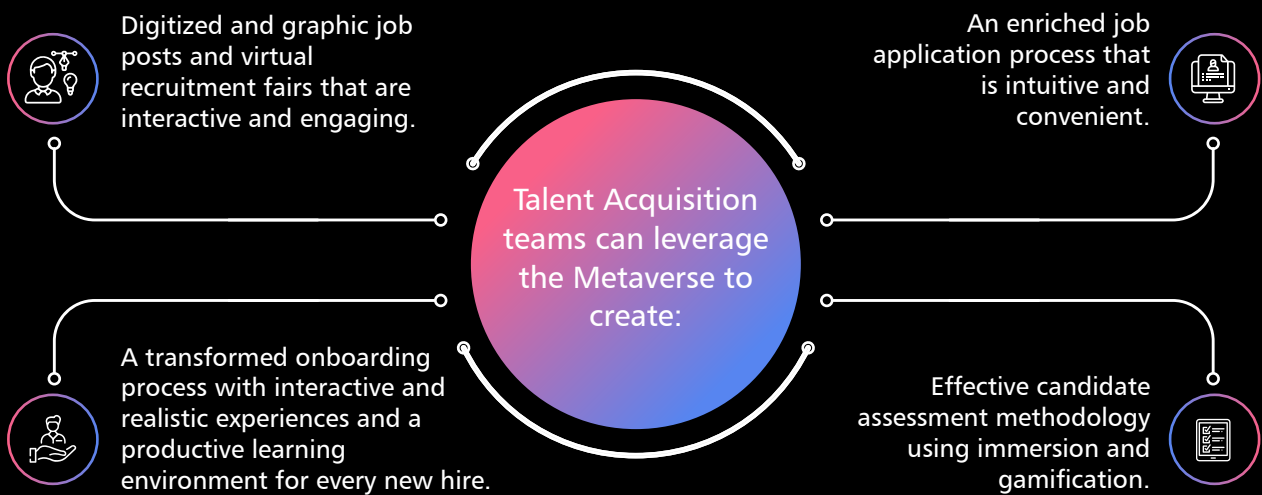 Digitized and graphic job
posts and virtual
recruitment fairs that are
interactive and engaging.
An enriched job
application process that
is intuitive and
convenient.
Talent Acquisition
teams can leverage
the Metaverse to
create:
A transformed onboarding
process with interactive and
realistic experiences and a
productive learning
environment for every new hire.
Effective candidate
assessment methodology
using immersion and
gamification.